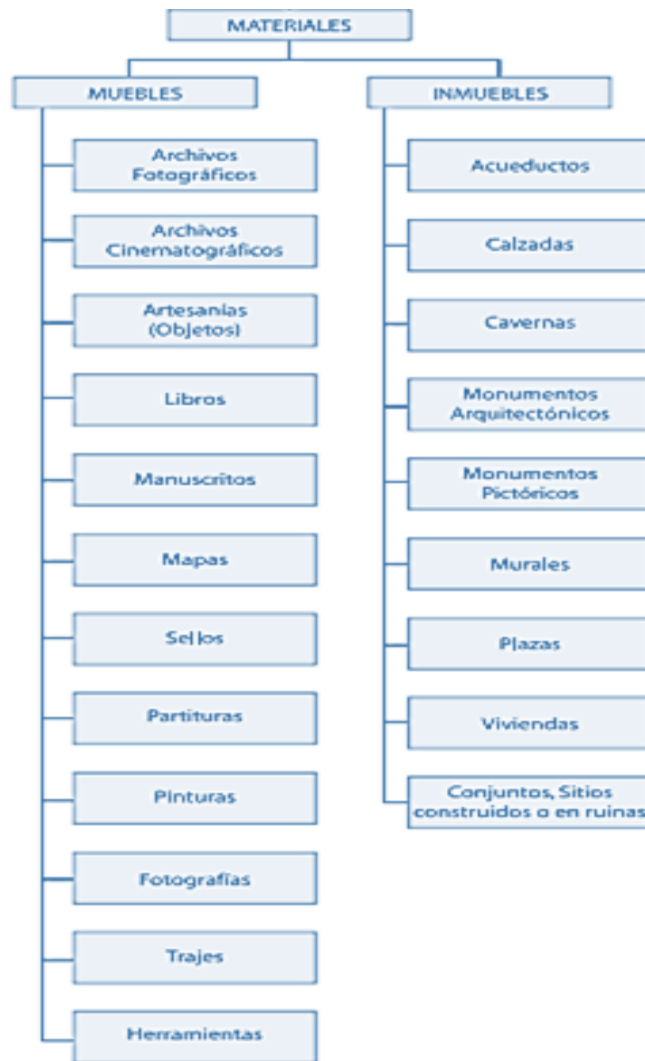 MATERIALES
MUEBLES
Archivos
Fotográficos
Archivos
Cinematográficos
Artesanías
(Objetos)
Libros
Manuscritos
Mapas
Sellos
Partituras
Pinturas
Fotografías
Trajes
Herramientas
INMUEBLES
Acueductos
Calzadas
Cavernas
Monumentos
Arquitectónicos
Monumentos
Pictóricos
Murales
Plazas
Viviendas
Conjuntos, Sitios
construidos o en ruinas